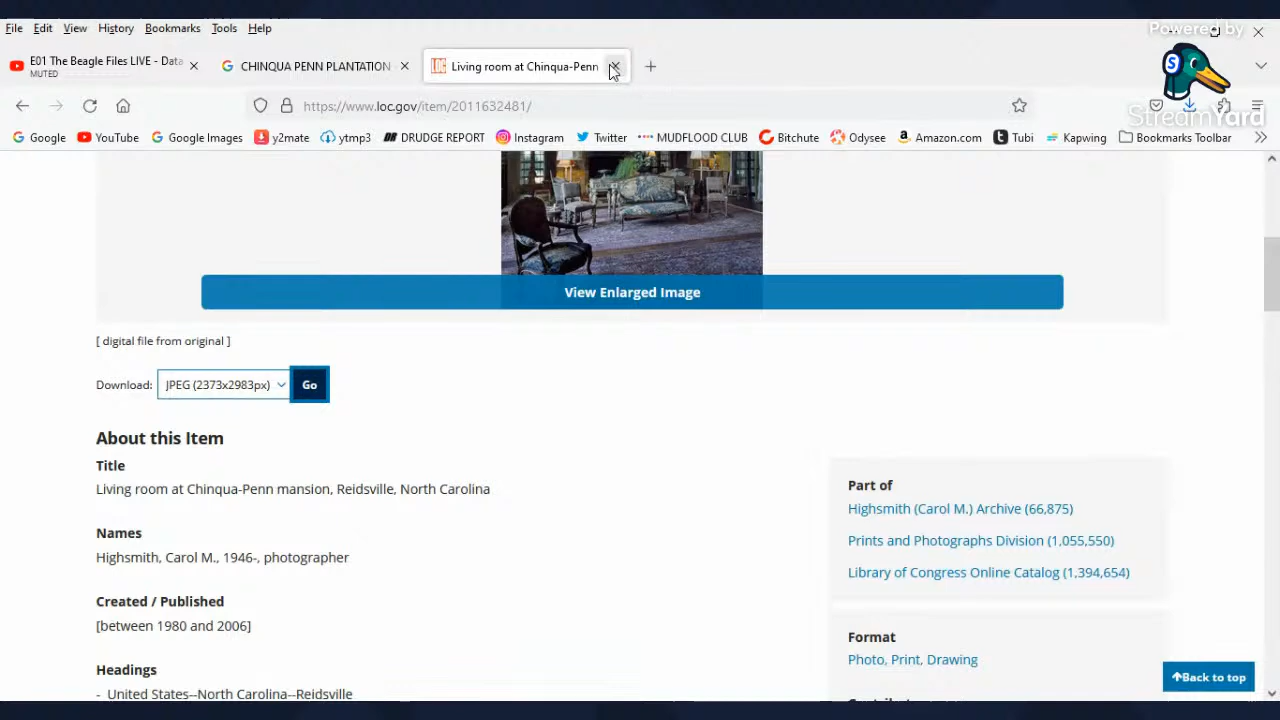 File Edit View History Bookmarks Tools Help
Powered by
E01 The Beagle Files LIVE - Data
MUTED
CHINQUA PENN PLANTATION
Living room at Chinqua-Penn
https://www.loc.gov/item/2011632481/
S
StreamYard
Google YouTube Google Images y2mate ytmp3 DRUDGE REPORT Instagram Twitter MUDFLOOD CLUB Bitchute Odysee Amazon.com Tubi Kapwing Bookmarks Toolbar
View Enlarged Image
[ digital file from original ]
Download: JPEG (2373x2983px) Go
About this Item
Title
Living room at Chinqua-Penn mansion, Reidsville, North Carolina
Names
Highsmith, Carol M., 1946-, photographer
Created / Published
[between 1980 and 2006]
Headings
- United States--North Carolina--Reidsville
Part of
Highsmith (Carol M.) Archive (66,875)
Prints and Photographs Division (1,055,550)
Library of Congress Online Catalog (1,394,654)
Format
Photo, Print, Drawing
Back to top